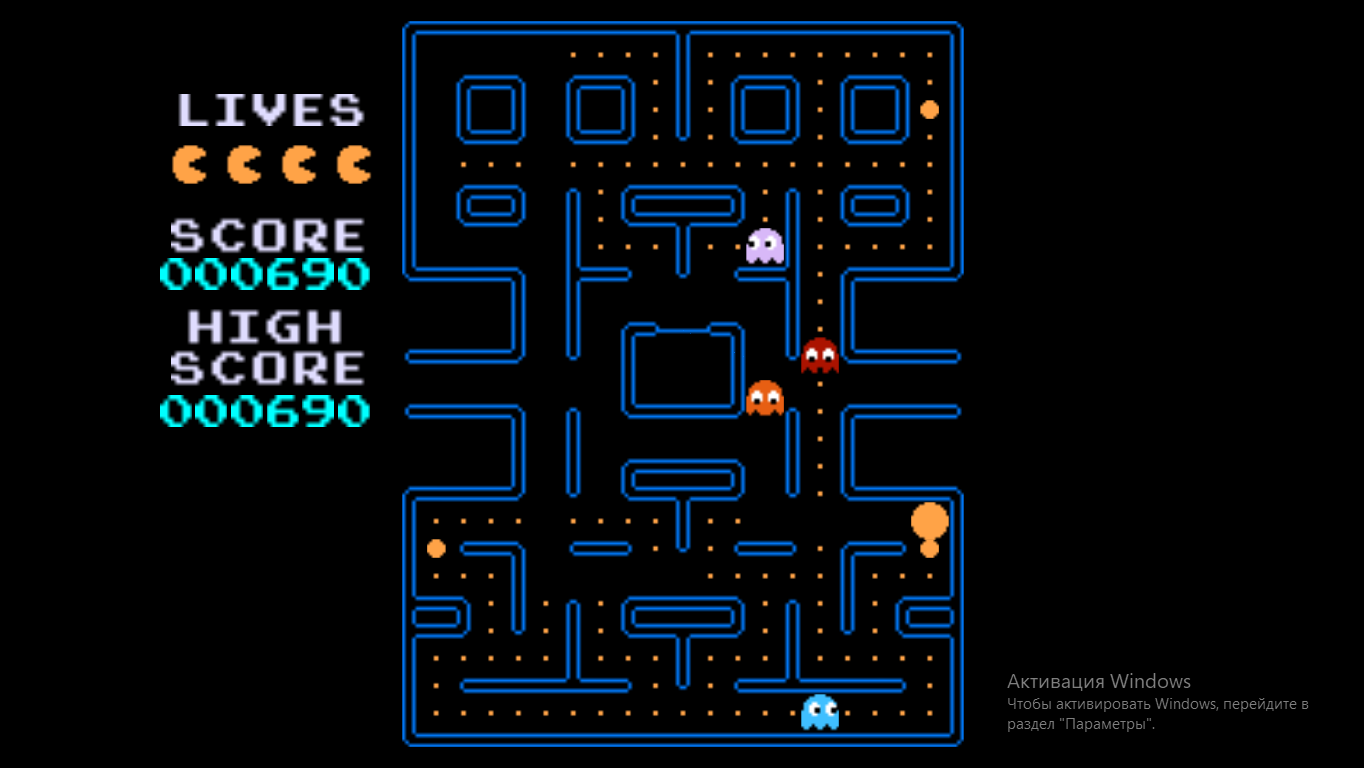 LIVES
SCORE
000690
HIGH
SCORE
000690
Активация Windows
Чтобы активировать Windows, перейдите в
раздел "Параметры".